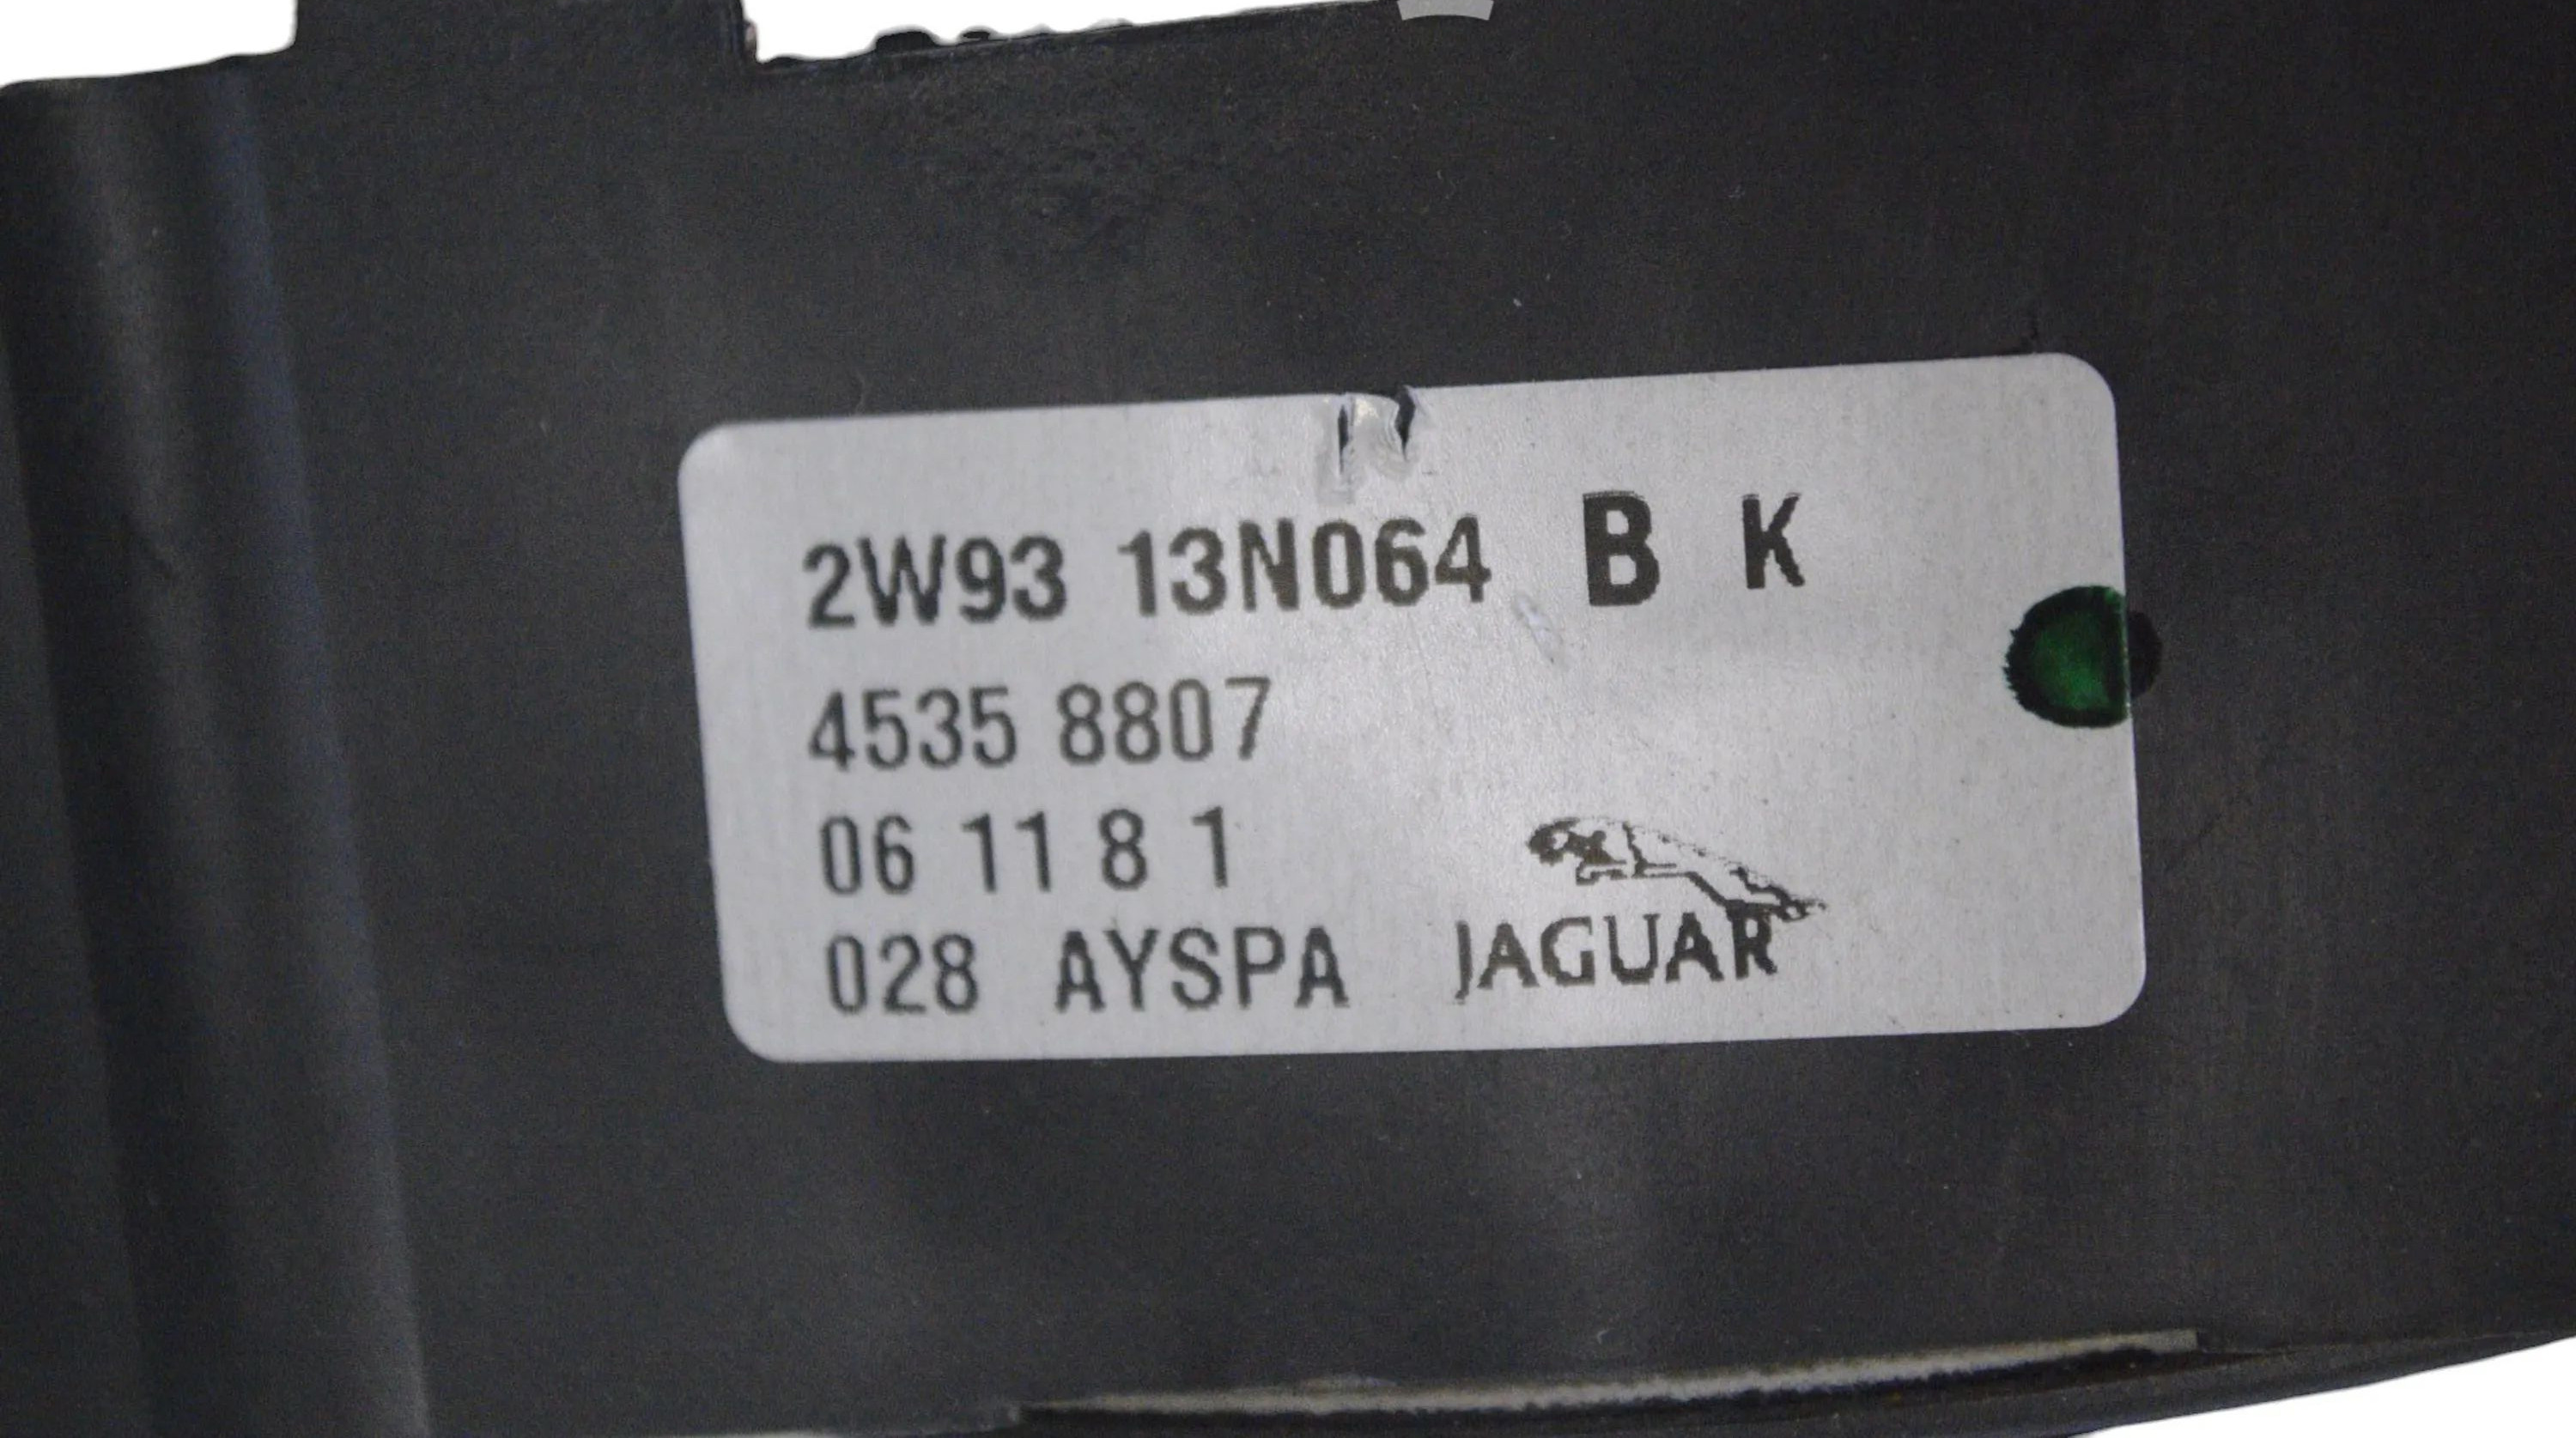 2W93 13N064 B K
4535 8807
06 11 8 1
028 AYSPA JAGUAR